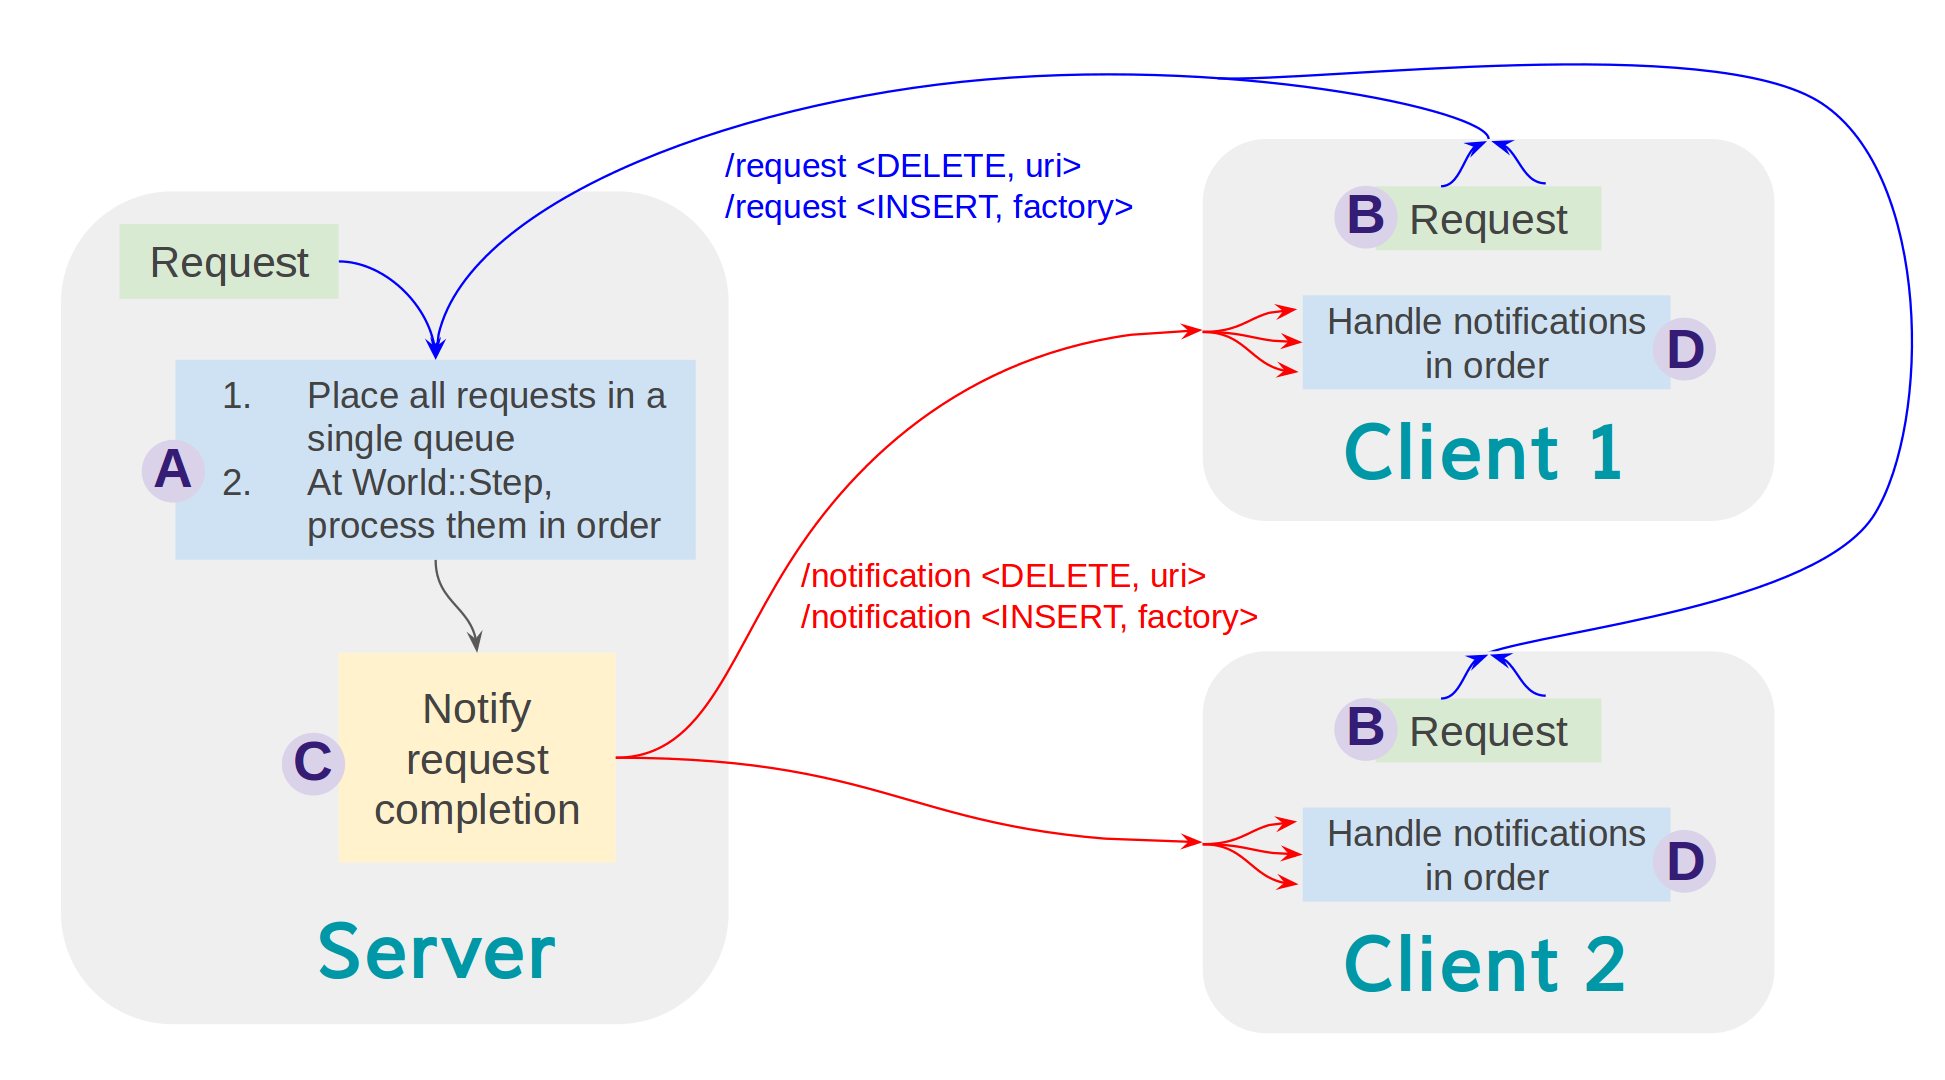 /request <DELETE, uri>
/request <INSERT, factory>
Request
A
1. Place all requests in a
single queue
2. At World::Step,
process them in order
C
Notify
request
completion
Server
/notification <DELETE, uri>
/notification <INSERT, factory>
B Request
Handle notifications
in order
D
Client 1
B Request
Handle notifications
in order
D
Client 2